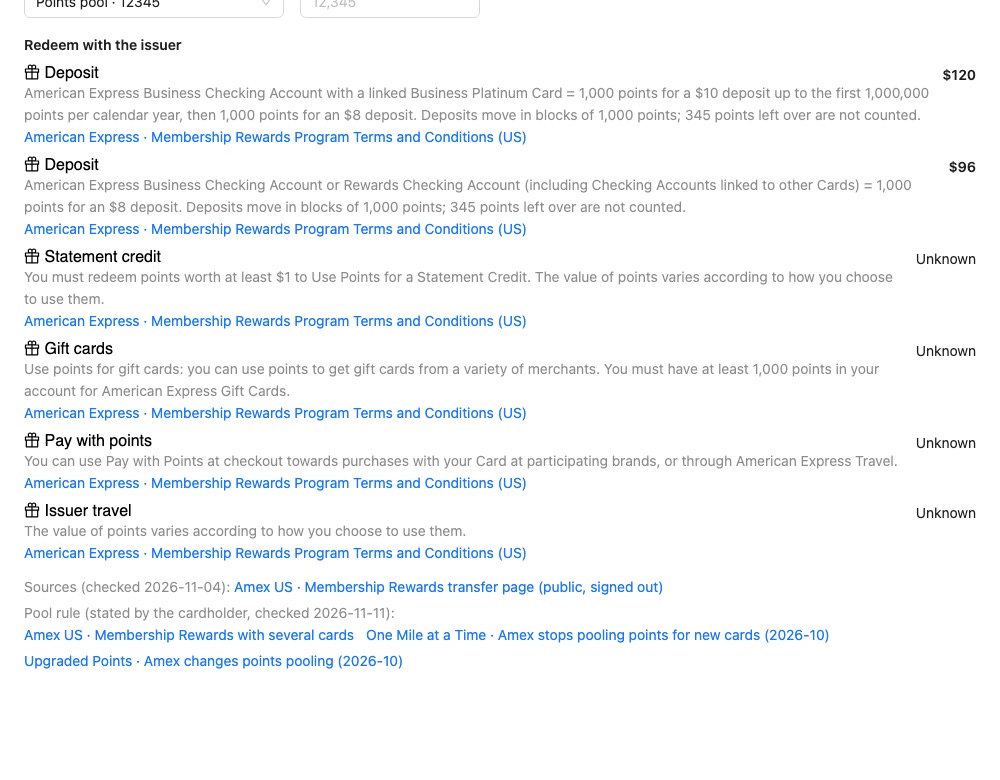 Points pool · 12345
12,345
Redeem with the issuer
Deposit
$120
American Express Business Checking Account with a linked Business Platinum Card = 1,000 points for a $10 deposit up to the first 1,000,000
points per calendar year, then 1,000 points for an $8 deposit. Deposits move in blocks of 1,000 points; 345 points left over are not counted.
American Express · Membership Rewards Program Terms and Conditions (US)
Deposit
$96
American Express Business Checking Account or Rewards Checking Account (including Checking Accounts linked to other Cards) = 1,000
points for an $8 deposit. Deposits move in blocks of 1,000 points; 345 points left over are not counted.
American Express · Membership Rewards Program Terms and Conditions (US)
Statement credit
Unknown
You must redeem points worth at least $1 to Use Points for a Statement Credit. The value of points varies according to how you choose
to use them.
American Express · Membership Rewards Program Terms and Conditions (US)
Gift cards
Unknown
Use points for gift cards: you can use points to get gift cards from a variety of merchants. You must have at least 1,000 points in your
account for American Express Gift Cards.
American Express · Membership Rewards Program Terms and Conditions (US)
Pay with points
Unknown
You can use Pay with Points at checkout towards purchases with your Card at participating brands, or through American Express Travel.
American Express · Membership Rewards Program Terms and Conditions (US)
Issuer travel
Unknown
The value of points varies according to how you choose to use them.
American Express · Membership Rewards Program Terms and Conditions (US)
Sources (checked 2026-11-04): Amex US · Membership Rewards transfer page (public, signed out)
Pool rule (stated by the cardholder, checked 2026-11-11):
Amex US · Membership Rewards with several cards One Mile at a Time · Amex stops pooling points for new cards (2026-10)
Upgraded Points · Amex changes points pooling (2026-10)